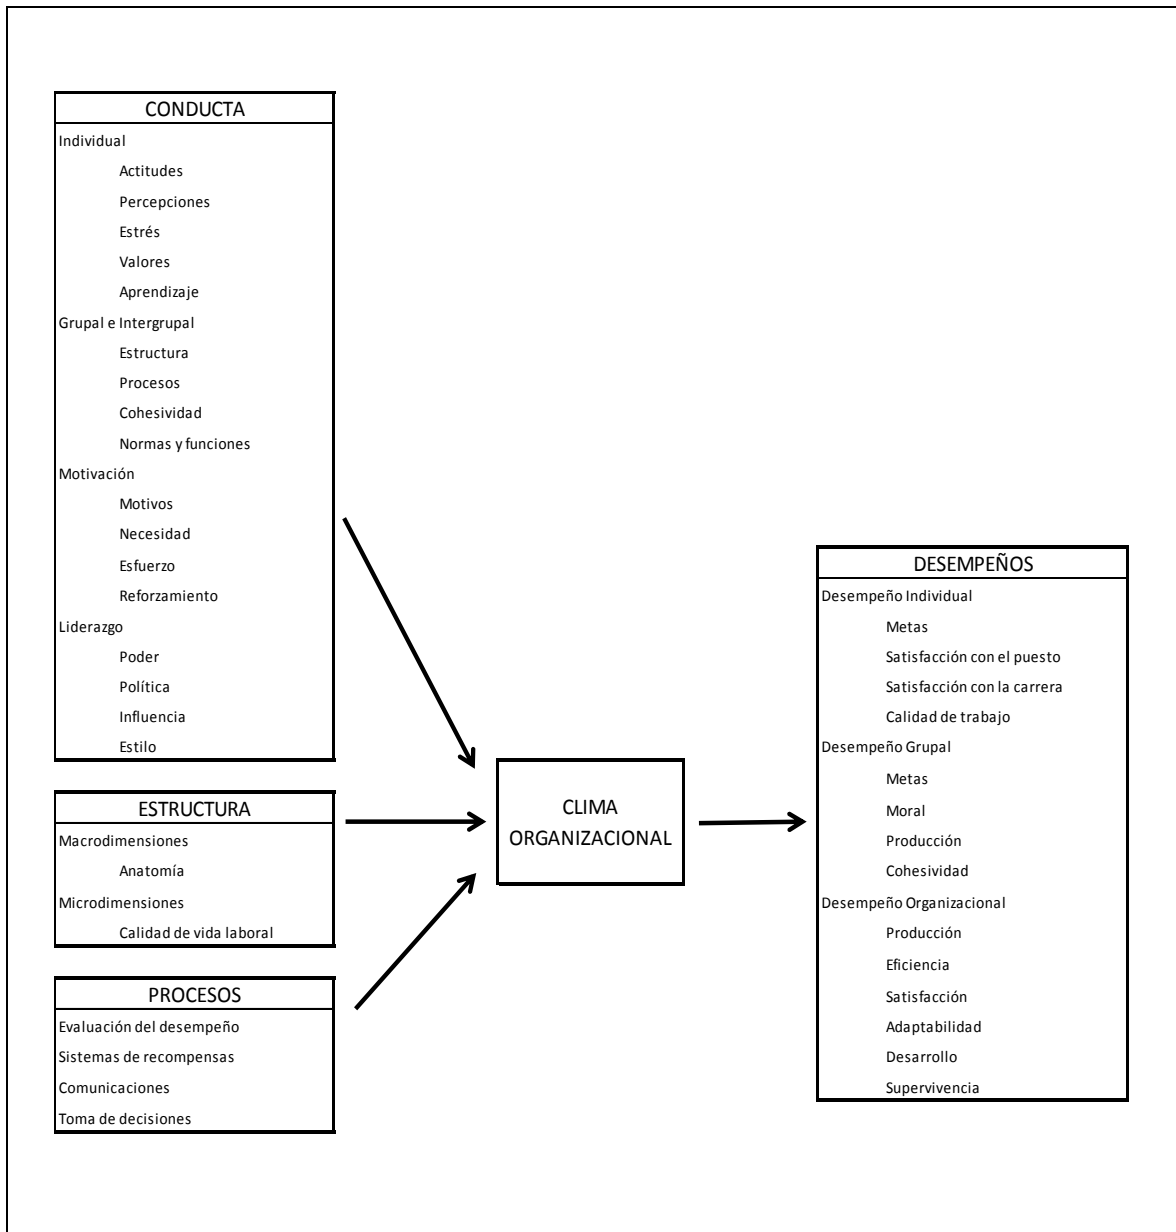 CONDUCTA
Individual
Actitudes
Percepciones
Estrés
Valores
Aprendizaje
Grupal e Intergrupal
Estructura
Procesos
Cohesividad
Normas y funciones
Motivación
Motivos
Necesidad
Esfuerzo
Reforzamiento
Liderazgo
Poder
Política
Influencia
Estilo
ESTRUCTURA
Macrodimensiones
Anatomía
Microdimensiones
Calidad de vida laboral
PROCESOS
Evaluación del desempeño
Sistemas de recompensas
Comunicaciones
Toma de decisiones
CLIMA
ORGANIZACIONAL
DESEMPEÑOS
Desempeño Individual
Metas
Satisfacción con el puesto
Satisfacción con la carrera
Calidad de trabajo
Desempeño Grupal
Metas
Moral
Producción
Cohesividad
Desempeño Organizacional
Producción
Eficiencia
Satisfacción
Adaptabilidad
Desarrollo
Supervivencia